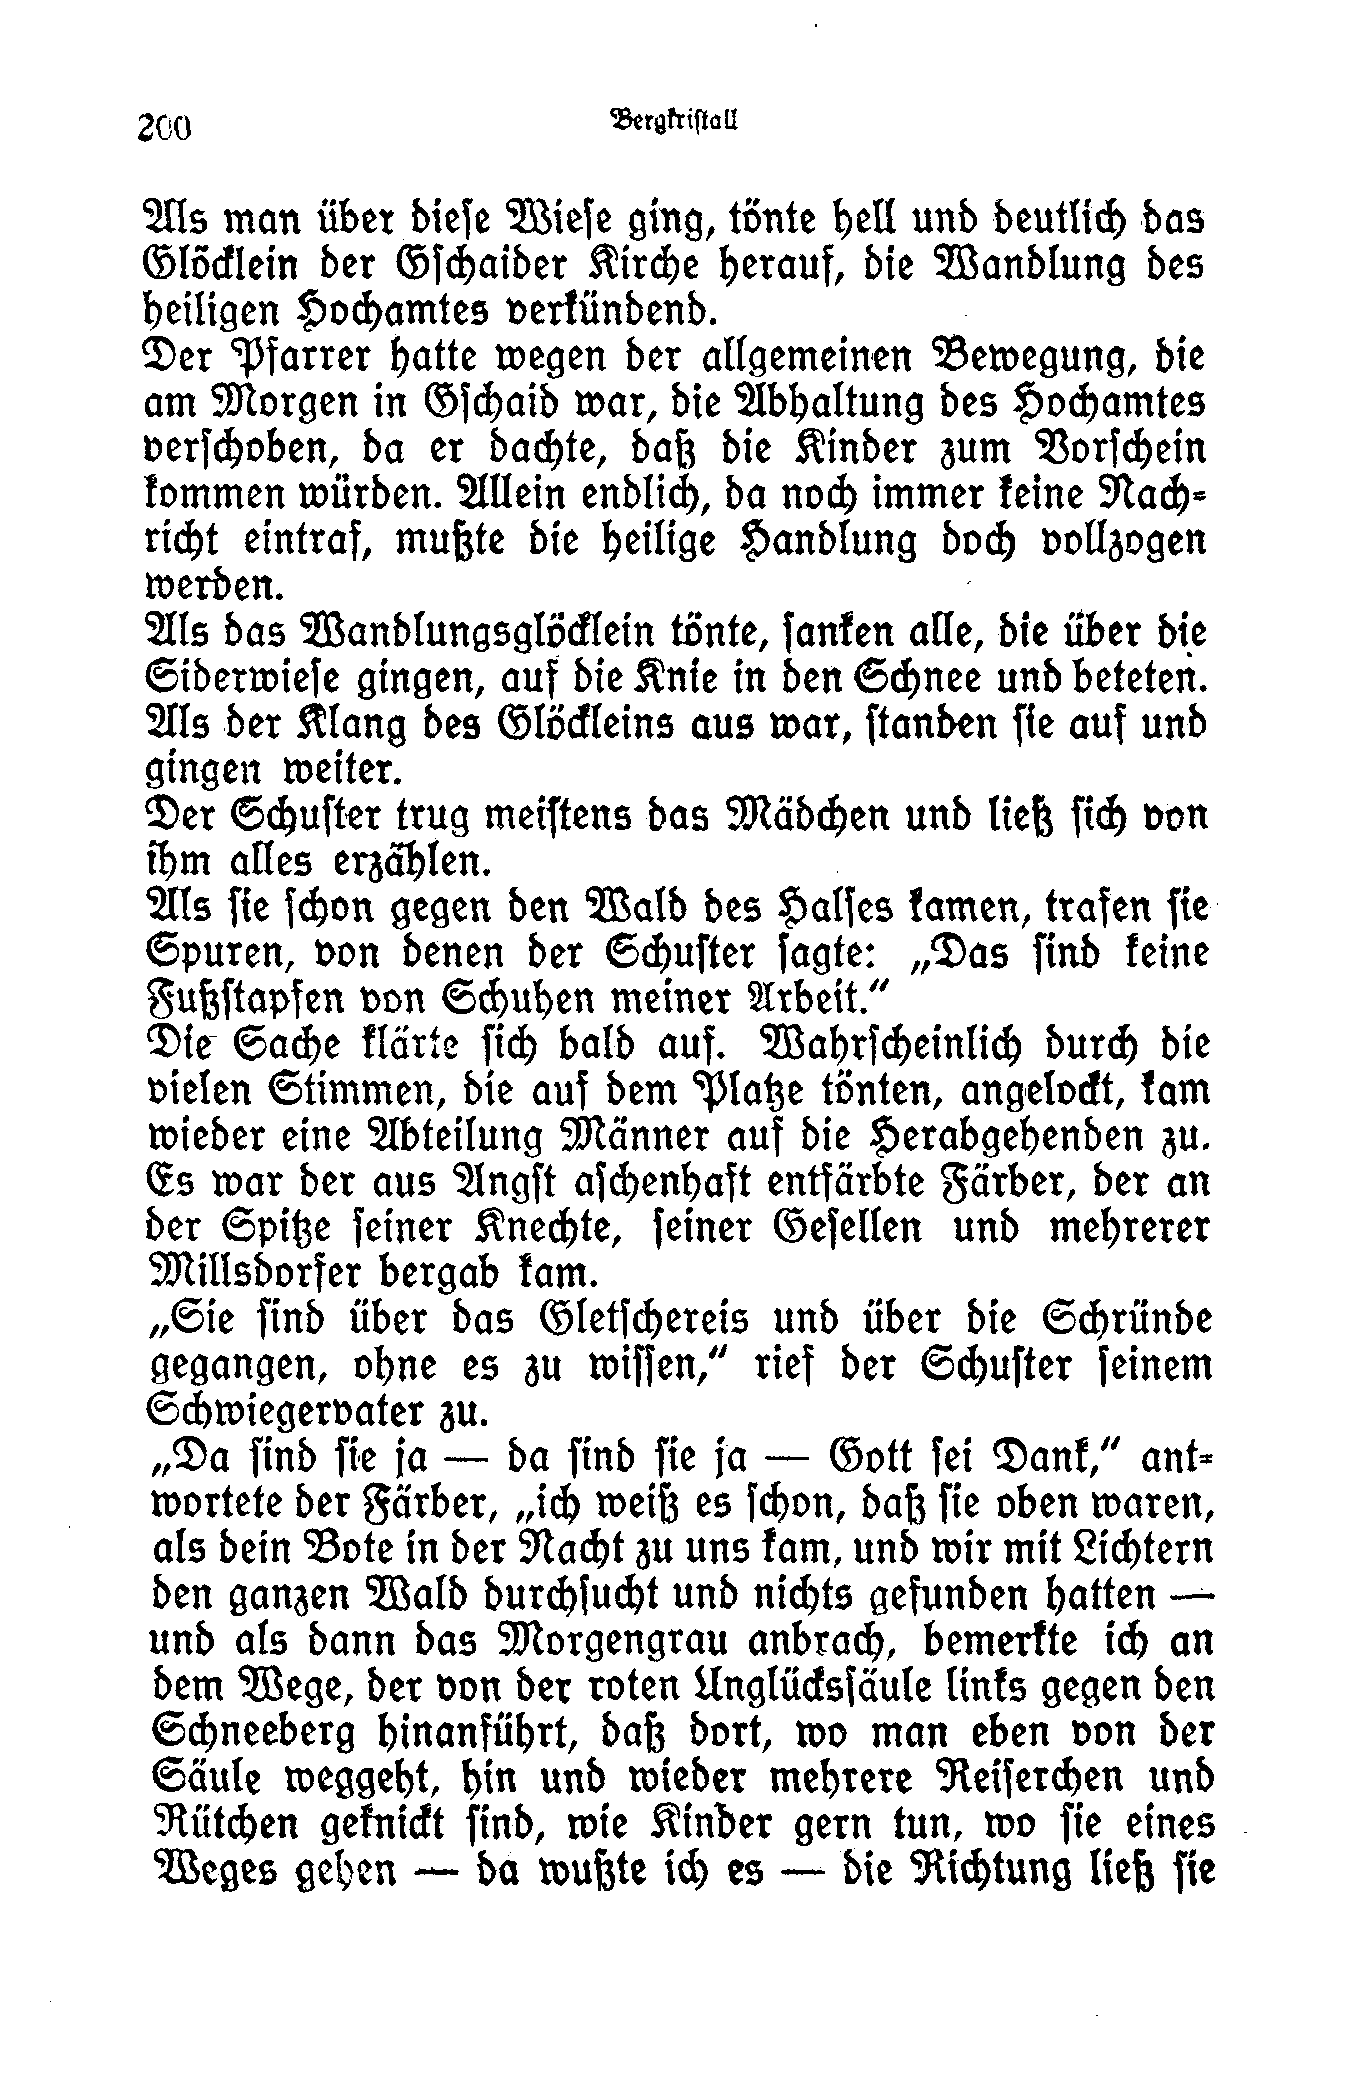 200
Bergkristall
Als man über diese Wiese ging, tönte hell und deutlich das
Glöcklein der Gschaider Kirche herauf, die Wandlung des
heiligen Hochamtes verkündend.
Der Pfarrer hatte wegen der allgemeinen Bewegung, die
am Morgen in Gschaid war, die Abhaltung des Hochamtes
verschoben, da er dachte, daß die Kinder zum Vorschein
kommen würden. Allein endlich, da noch immer keine Nach-
richt eintraf, mußte die heilige Handlung doch vollzogen
werden.
Als das Wandlungsglöcklein tönte, sanken alle, die über die
Siderwiese gingen, auf die Knie in den Schnee und beteten.
Als der Klang des Glöckleins aus war, standen sie auf und
gingen weiter.
Der Schuster trug meistens das Mädchen und ließ sich von
ihm alles erzählen.
Als sie schon gegen den Wald des Halses kamen, trafen sie
Spuren, von denen der Schuster sagte: „Das sind keine
Fußstapfen von Schuhen meiner Arbeit.“
Die Sache klärte sich bald auf. Wahrscheinlich durch die
vielen Stimmen, die auf dem Platze tönten, angelockt, kam
wieder eine Abteilung Männer auf die Herabgehenden zu.
Es war der aus Angst aschenhaft entfärbte Färber, der an
der Spitze seiner Knechte, seiner Gesellen und mehrerer
Millsdorfer bergab kam.
„Sie sind über das Gletschereis und über die Schründe
gegangen, ohne es zu wissen,“ rief der Schuster seinem
Schwiegervater zu.
„Da sind sie ja — da sind sie ja — Gott sei Dank,“ ant-
wortete der Färber, „ich weiß es schon, daß sie oben waren,
als dein Bote in der Nacht zu uns kam, und wir mit Lichtern
den ganzen Wald durchsucht und nichts gefunden hatten —
und als dann das Morgengrau anbrach, bemerkte ich an
dem Wege, der von der roten Unglückssäule links gegen den
Schneeberg hinanführt, daß dort, wo man eben von der
Säule weggeht, hin und wieder mehrere Reiserchen und
Rütchen geknickt sind, wie Kinder gern tun, wo sie eines
Weges gehen — da wußte ich es — die Richtung ließ sie